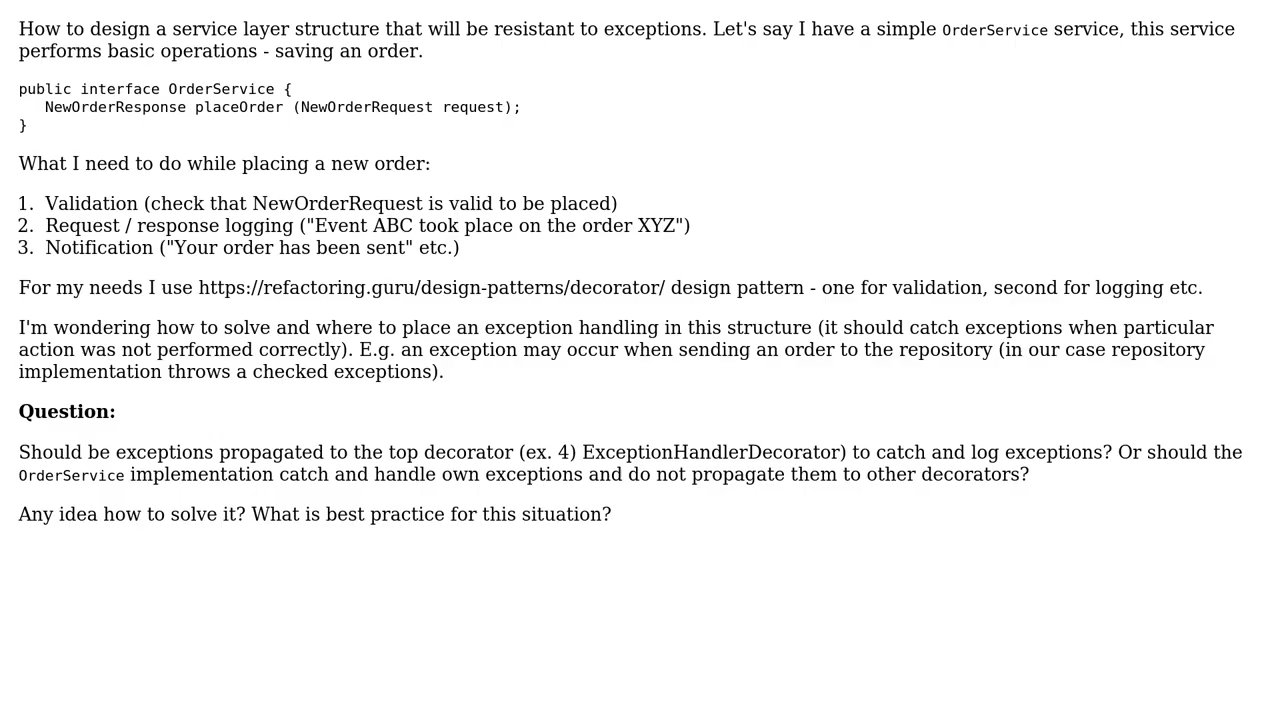 How to design a service layer structure that will be resistant to exceptions. Let's say I have a simple OrderService service, this service
performs basic operations - saving an order.
public interface OrderService {
   NewOrderResponse placeOrder (NewOrderRequest request);
}
What I need to do while placing a new order:
1. Validation (check that NewOrderRequest is valid to be placed)
2. Request / response logging ("Event ABC took place on the order XYZ")
3. Notification ("Your order has been sent" etc.)
For my needs I use https://refactoring.guru/design-patterns/decorator/ design pattern - one for validation, second for logging etc.
I'm wondering how to solve and where to place an exception handling in this structure (it should catch exceptions when particular
action was not performed correctly). E.g. an exception may occur when sending an order to the repository (in our case repository
implementation throws a checked exceptions).
Question:
Should be exceptions propagated to the top decorator (ex. 4) ExceptionHandlerDecorator) to catch and log exceptions? Or should the
OrderService implementation catch and handle own exceptions and do not propagate them to other decorators?
Any idea how to solve it? What is best practice for this situation?